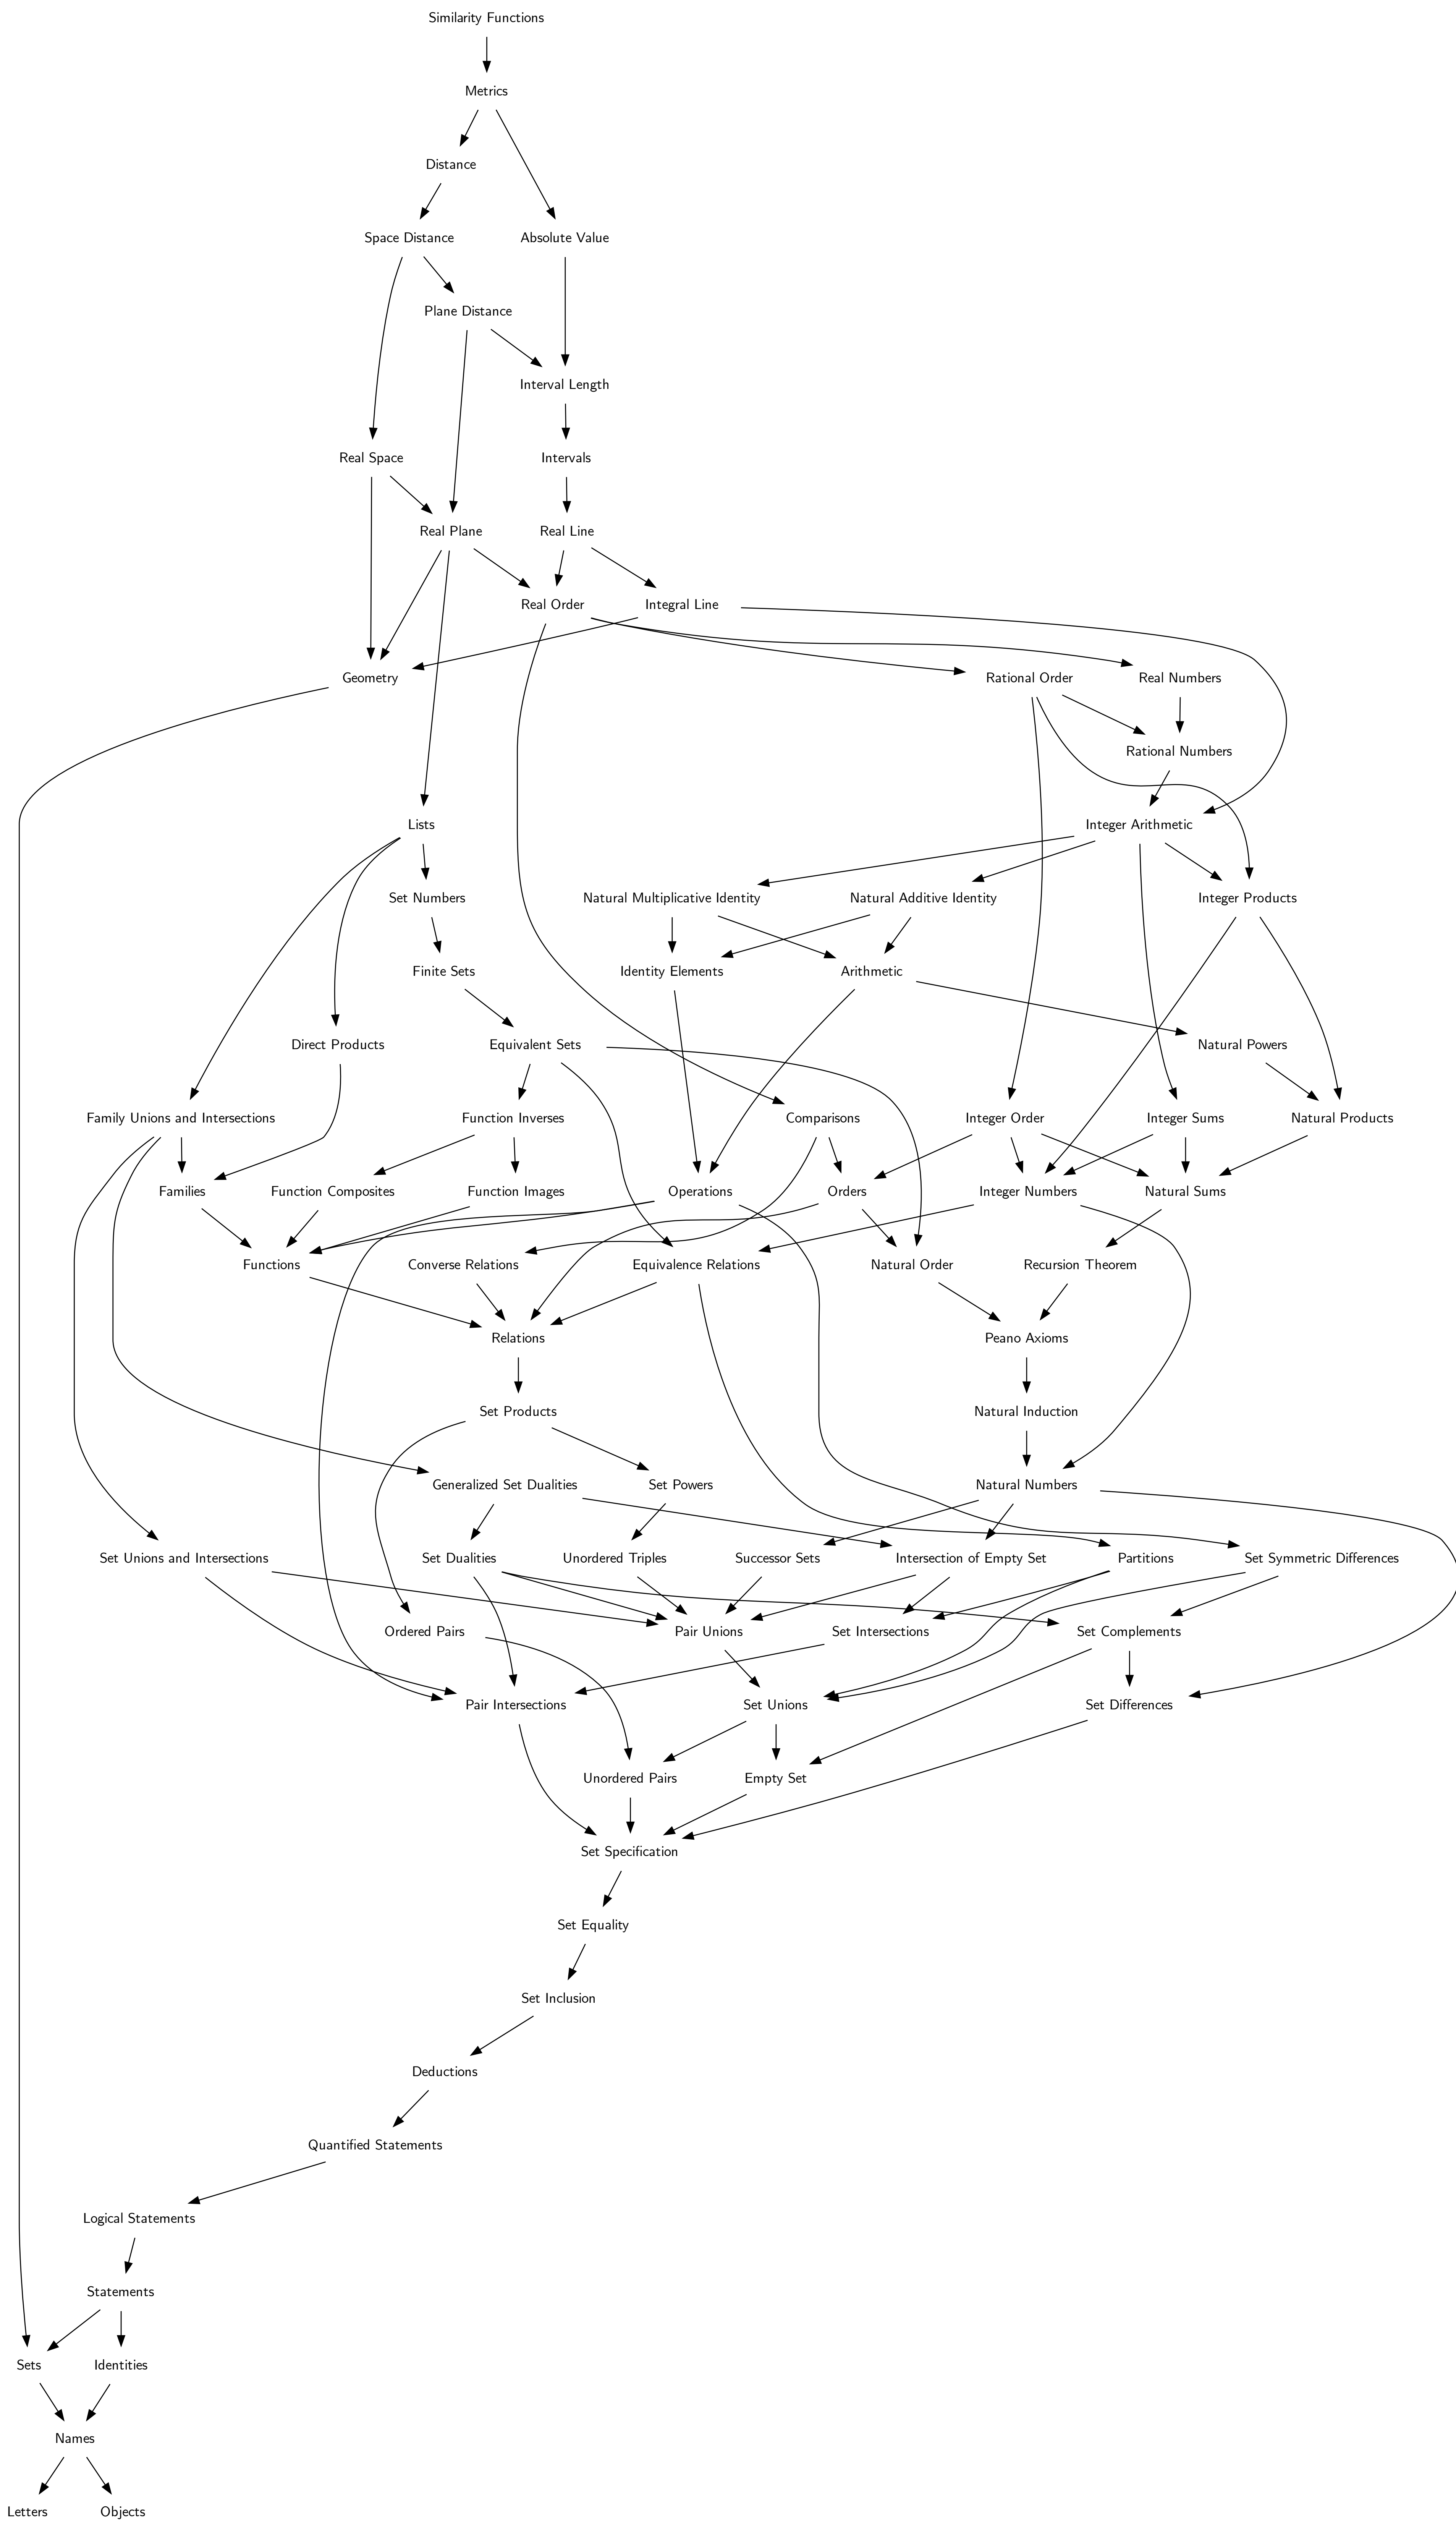 Similarity Functions
Metrics
Distance
Space Distance
Absolute Value
Plane Distance
Interval Length
Real Space
Intervals
Real Plane
Real Line
Real Order
Integral Line
Geometry
Rational Order
Real Numbers
Rational Numbers
Lists
Integer Arithmetic
Set Numbers
Natural Multiplicative Identity
Natural Additive Identity
Integer Products
Finite Sets
Identity Elements
Arithmetic
Direct Products
Equivalent Sets
Natural Powers
Family Unions and Intersections
Function Inverses
Comparisons
Integer Order
Integer Sums
Natural Products
Families
Function Composites
Function Images
Operations
Orders
Integer Numbers
Natural Sums
Functions
Converse Relations
Equivalence Relations
Natural Order
Recursion Theorem
Relations
Peano Axioms
Set Products
Natural Induction
Generalized Set Dualities
Set Powers
Natural Numbers
Set Unions and Intersections
Set Dualities
Unordered Triples
Successor Sets
Intersection of Empty Set
Partitions
Set Symmetric Differences
Ordered Pairs
Pair Unions
Set Intersections
Set Complements
Pair Intersections
Set Unions
Set Differences
Unordered Pairs
Empty Set
Set Specification
Set Equality
Set Inclusion
Deductions
Quantified Statements
Logical Statements
Statements
Sets
Identities
Names
Letters
Objects